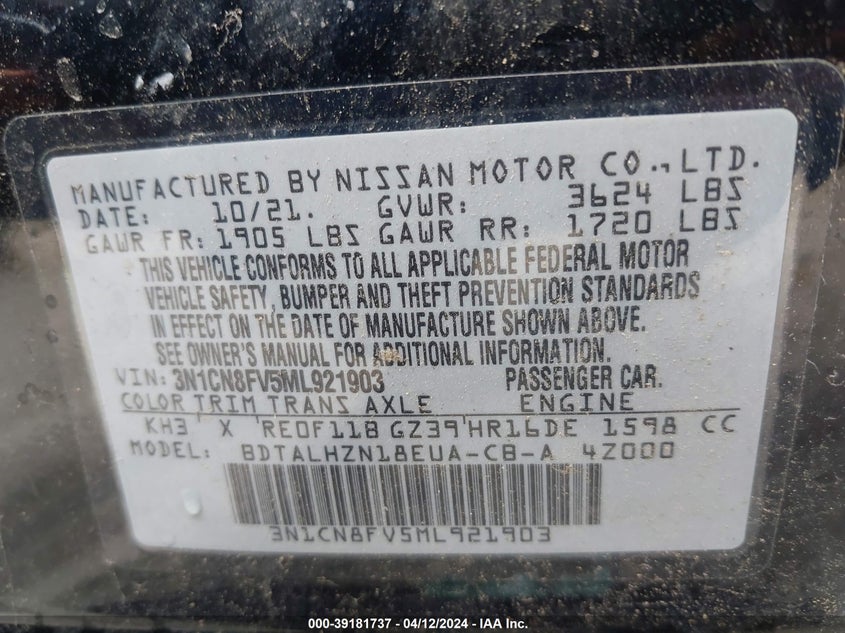 MANUFACTURED BY NISSAN MOTOR CO.,LTD.
DATE: 10/21. GVWR: 3624 LBS
GAWR FR: 1905 LBS GAWR RR: 1720 LBS
THIS VEHICLE CONFORMS TO ALL APPLICABLE FEDERAL MOTOR
VEHICLE SAFETY, BUMPER AND THEFT PREVENTION STANDARDS
IN EFFECT ON THE DATE OF MANUFACTURE SHOWN ABOVE.
SEE OWNER'S MANUAL FOR ADDITIONAL INFORMATION.
VIN: 3N1CN8FV5ML921903 PASSENGER CAR.
COLOR TRIM TRANS AXLE ENGINE
KH3 X RE0F11B GZ39 HR16DE 1598 CC
MODEL: BDTALHZN18EUA-CB-A 4Z000
3N1CN8FV5ML921903
000-39181737 - 04/12/2024 - IAA Inc.